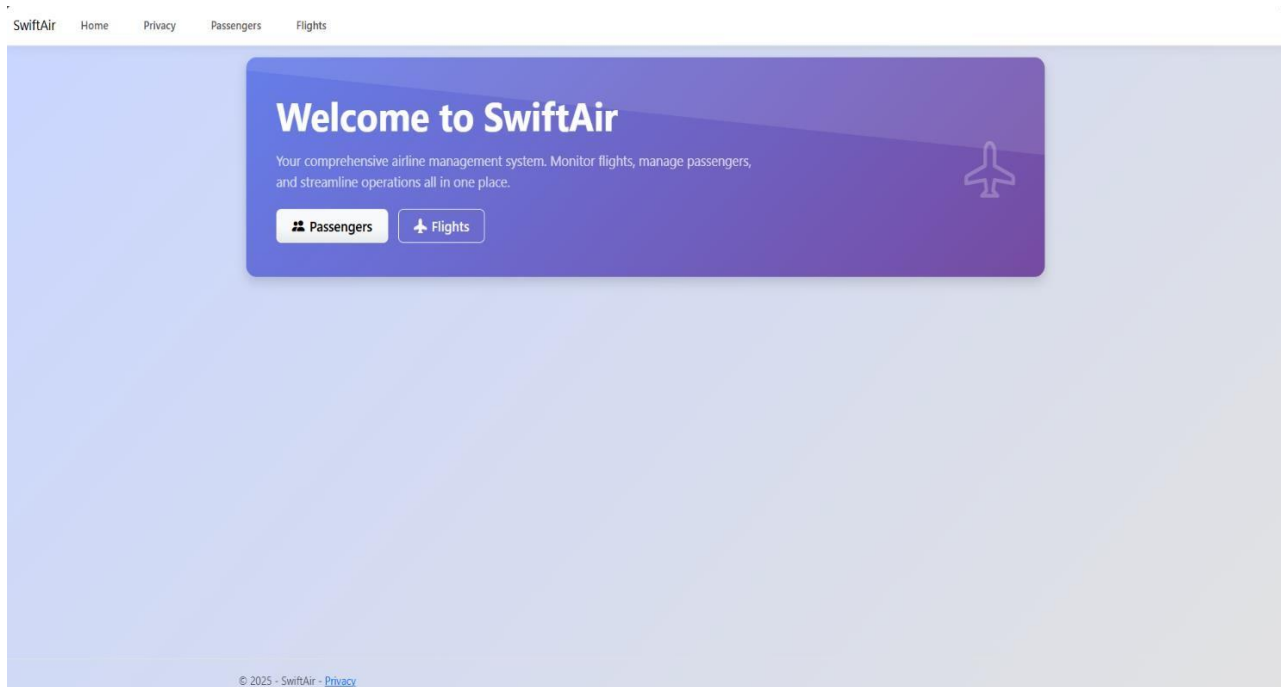 SwiftAir Home Privacy Passengers Flights
Welcome to SwiftAir
Your comprehensive airline management system. Monitor flights, manage passengers,
and streamline operations all in one place.
Passengers Flights
© 2025 - SwiftAir - Privacy